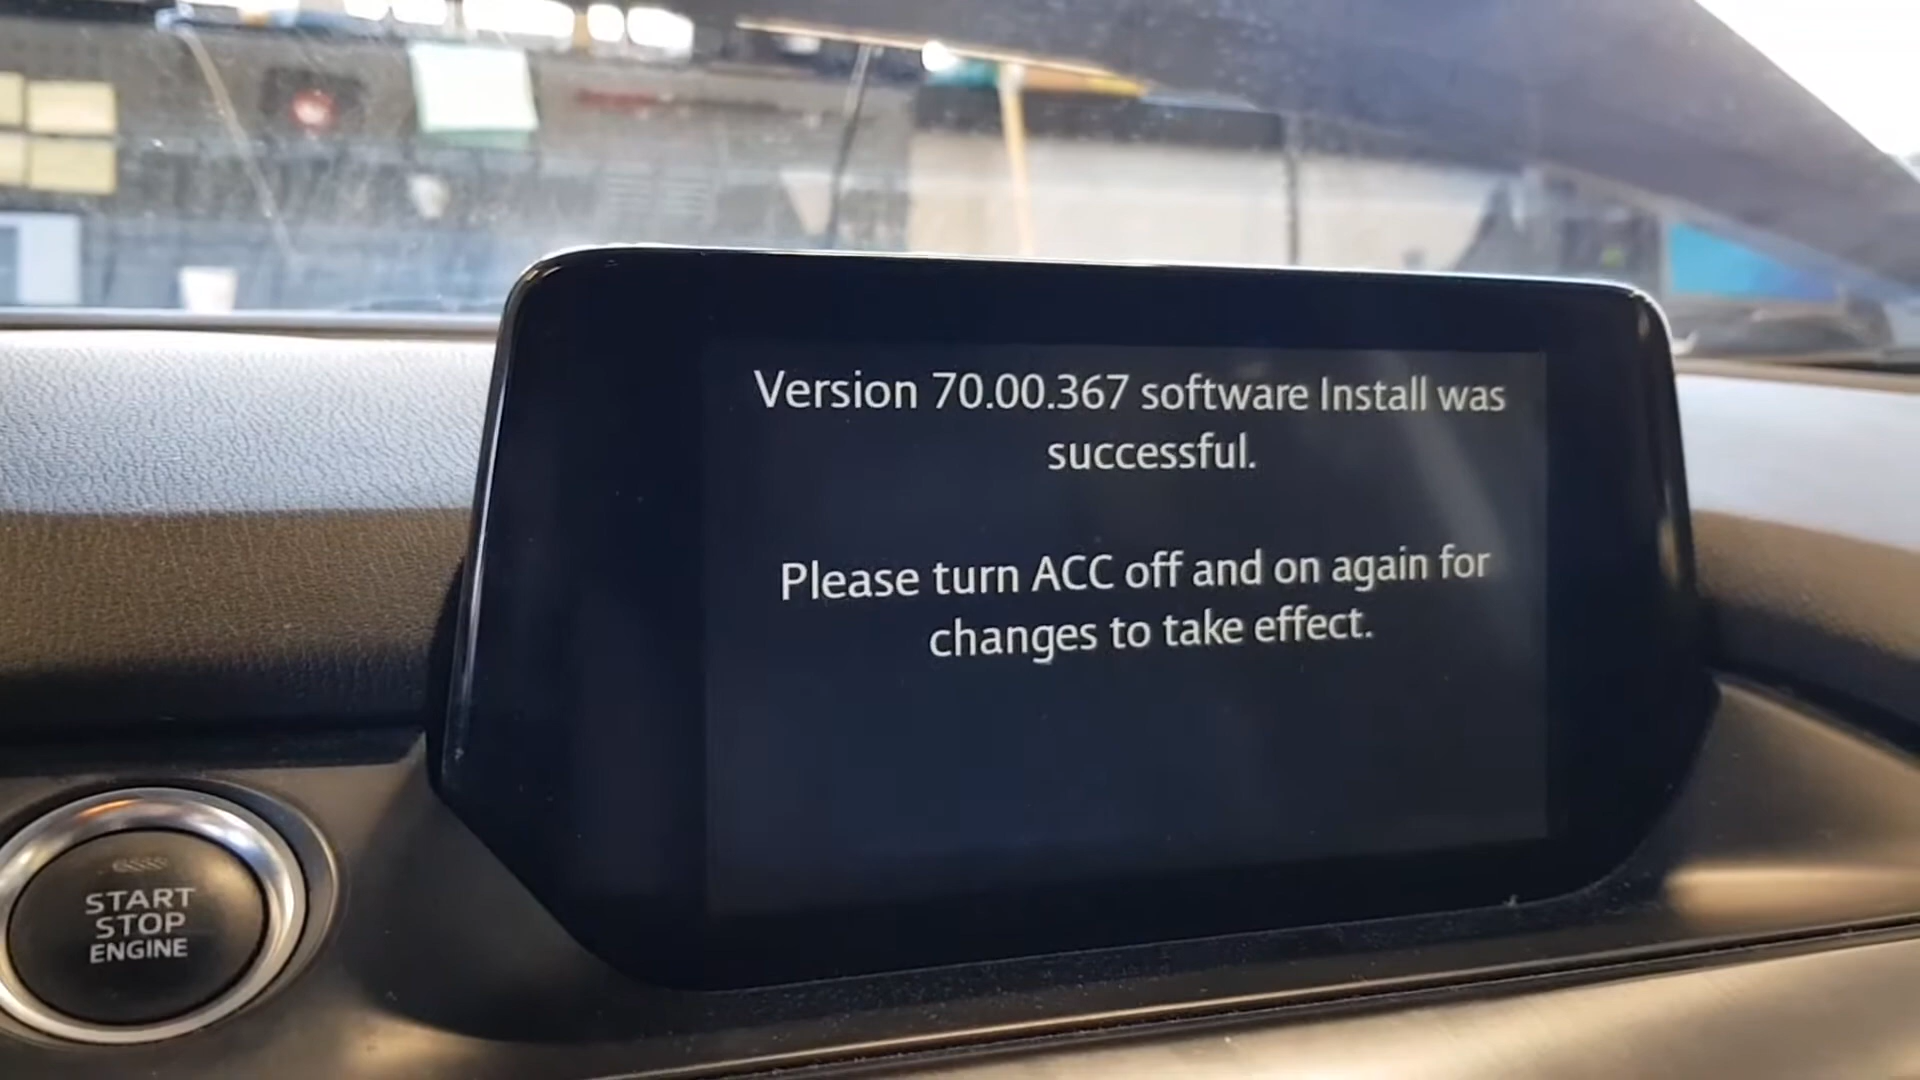 Version 70.00.367 software Install was
successful.
Please turn ACC off and on again for
changes to take effect.
START
STOP
ENGINE